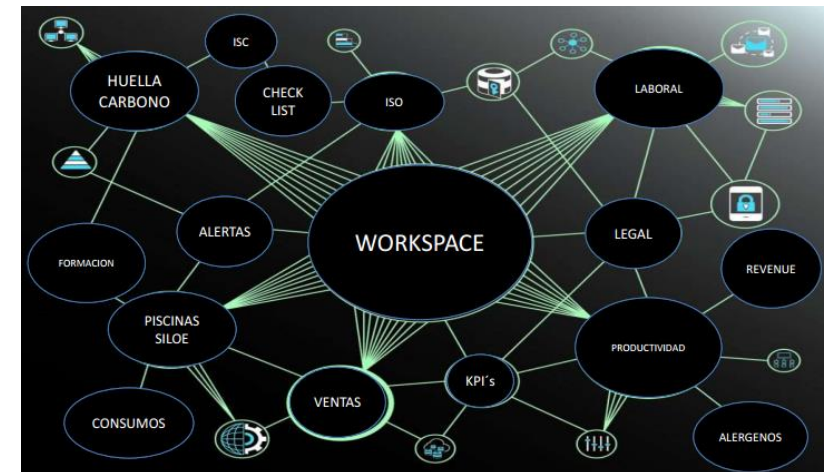 ISC
HUELLA
CARBONO
CHECK
LIST
ISO
LABORAL
ALERTAS
WORKSPACE
LEGAL
FORMACION
REVENUE
PISCINAS
SILOE
PRODUCTIVIDAD
VENTAS
KPI´s
CONSUMOS
ALERGENOS